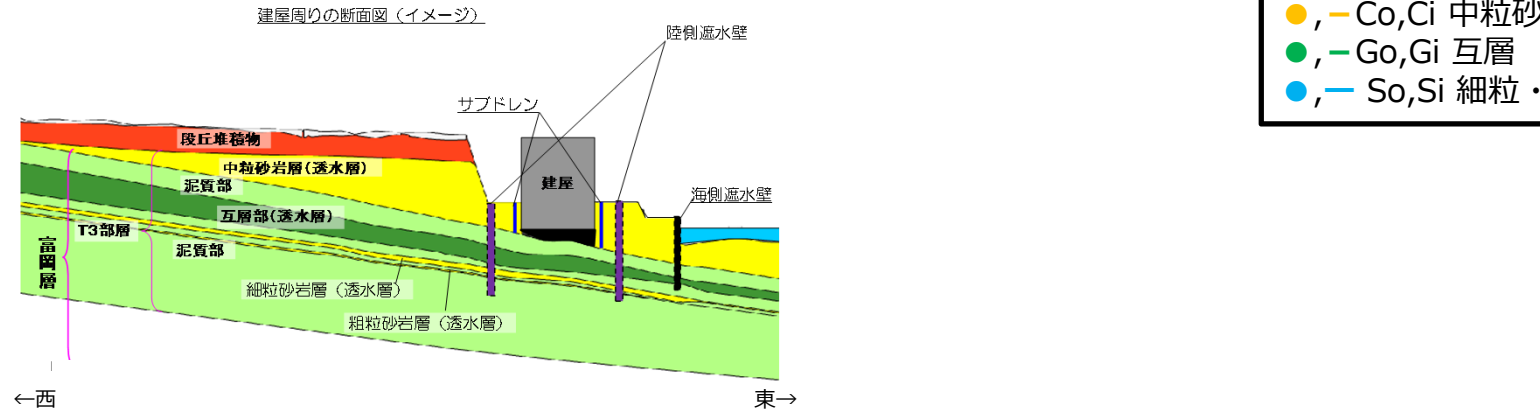 建屋周りの断面図（イメージ）
陸側遮水壁
サブドレン
段丘堆積物
中粒砂岩層(透水層)
泥質部
建屋
海側遮水壁
互層部(透水層)
T3部層
泥質部
富岡層
細粒砂岩層（透水層）
粗粒砂岩層（透水層）
←西
東→
●,－Co,Ci 中粒砂
●,－Go,Gi 互層
●,－ So,Si 細粒・